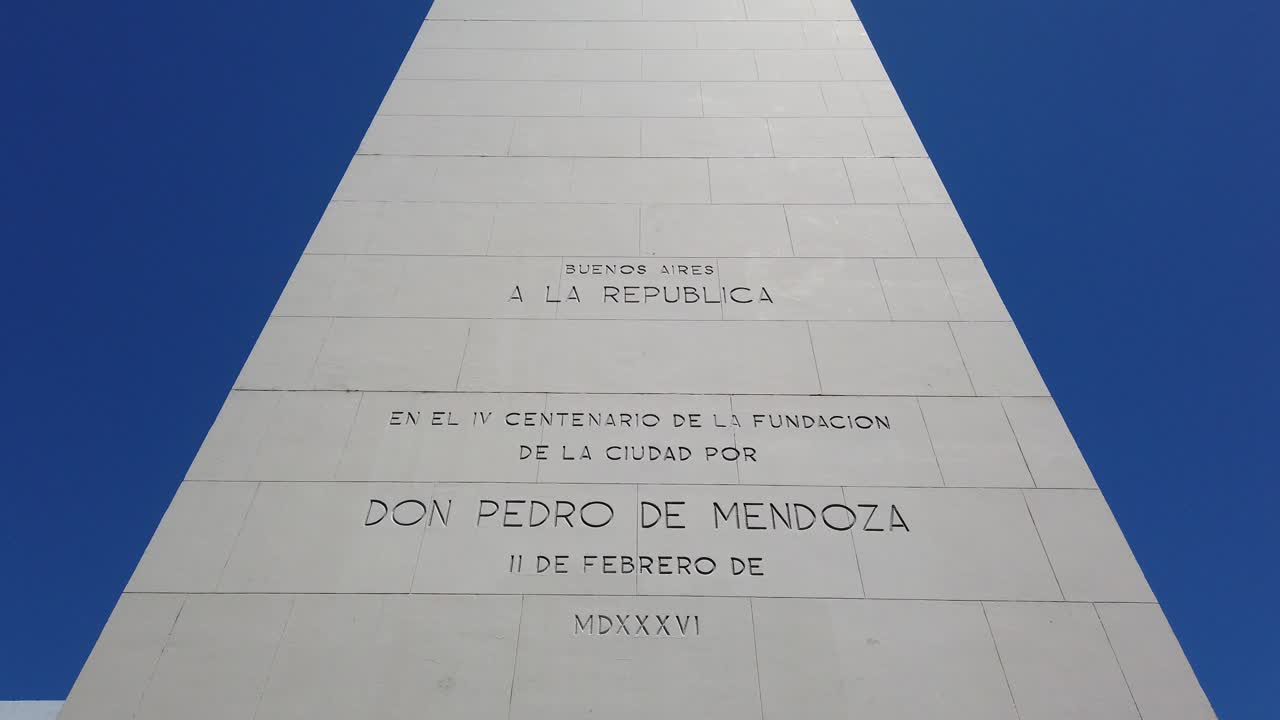 BUENOS AIRES
A LA REPUBLICA
EN EL IV CENTENARIO DE LA FUNDACION
DE LA CIUDAD POR
DON PEDRO DE MENDOZA
II DE FEBRERO DE
MDXXXVI